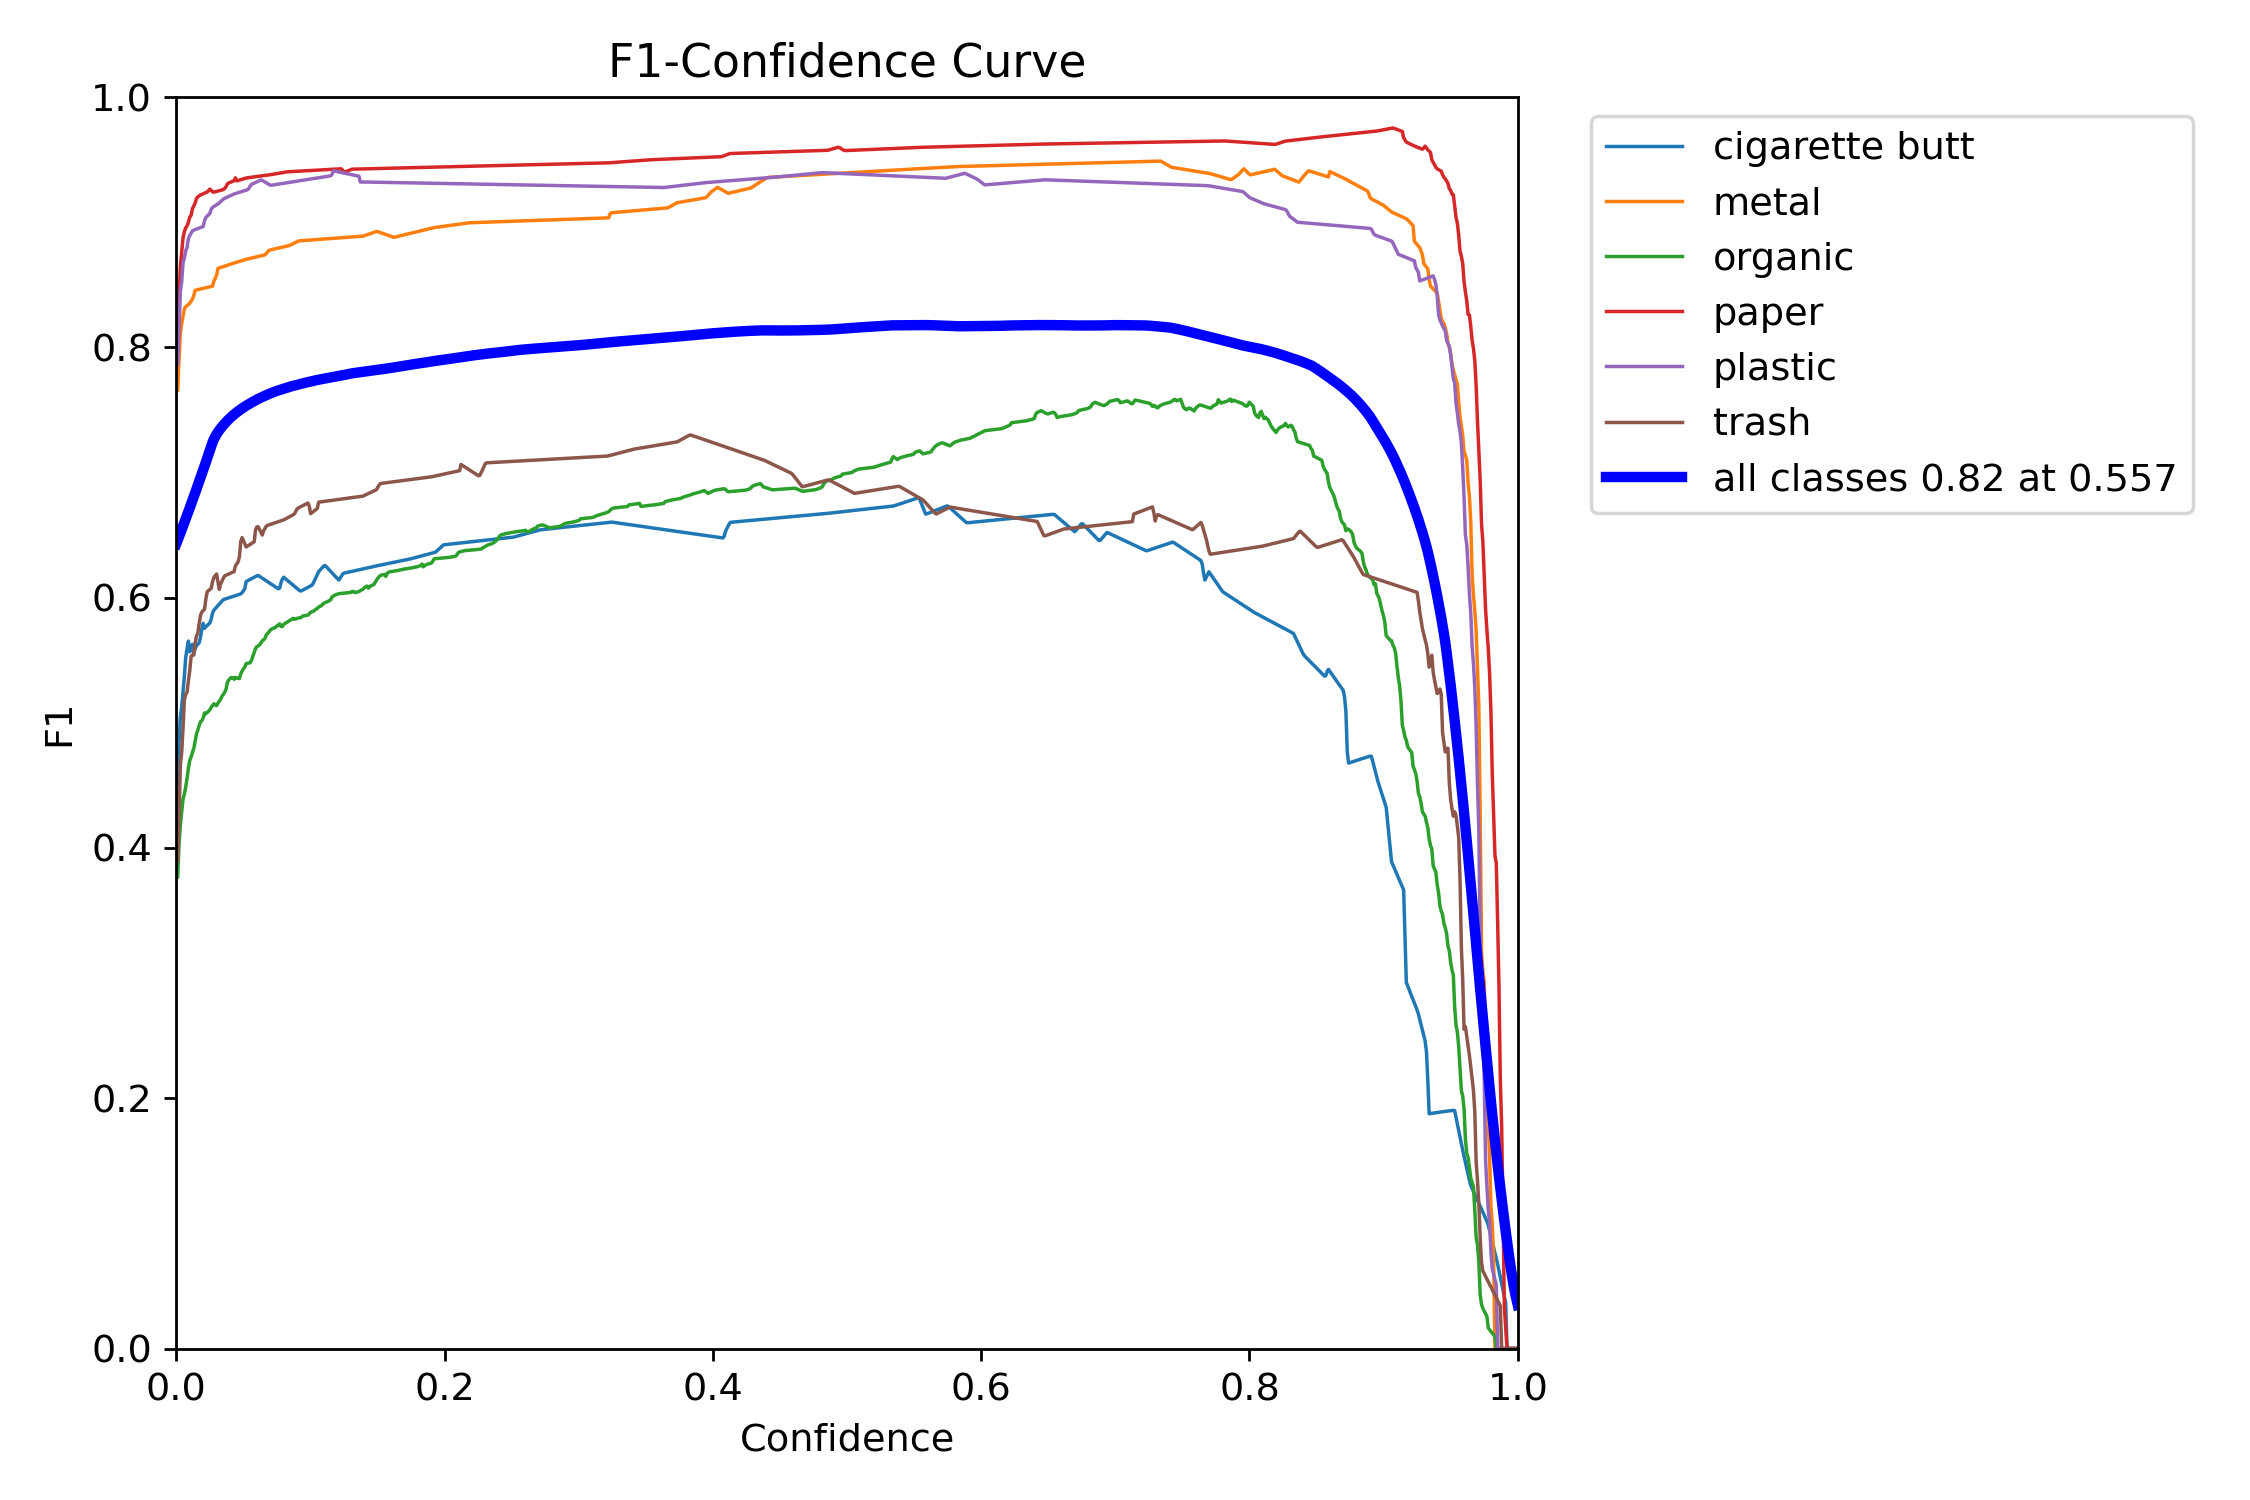 F1-Confidence Curve
1.0
0.8
0.6
0.4
0.2
0.0
F1
0.0 0.2 0.4 0.6 0.8 1.0
Confidence
cigarette butt
metal
organic
paper
plastic
trash
all classes 0.82 at 0.557